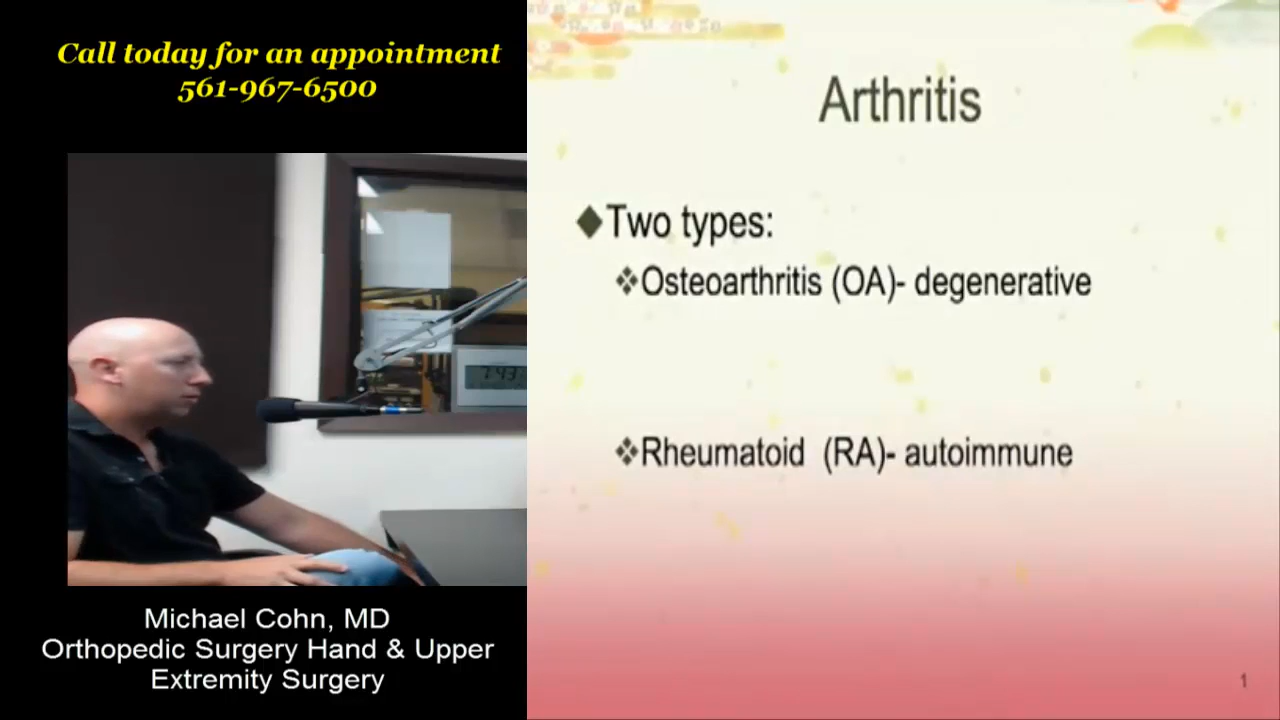 Call today for an appointment
561-967-6500
Michael Cohn, MD
Orthopedic Surgery Hand & Upper
Extremity Surgery
Arthritis
Two types:
Osteoarthritis (OA)- degenerative
Rheumatoid (RA)- autoimmune
1